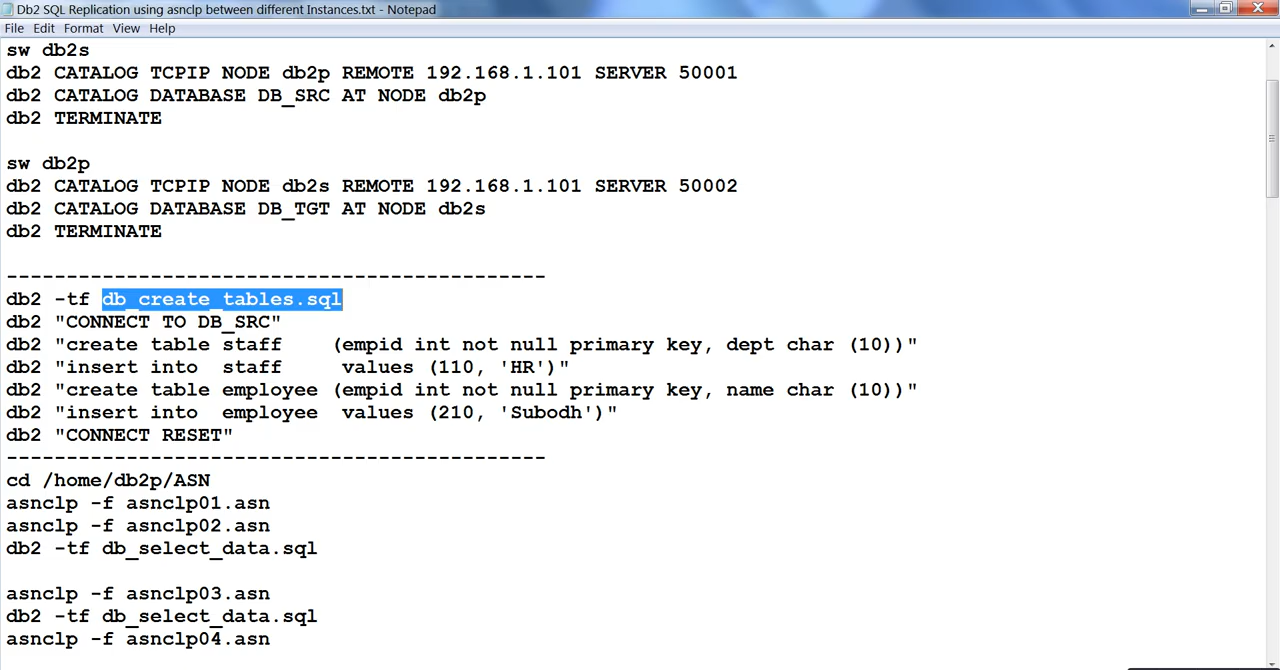 Db2 SQL Replication using asnclp between different Instances.txt - Notepad
File Edit Format View Help
sw db2s
db2 CATALOG TCPIP NODE db2p REMOTE 192.168.1.101 SERVER 50001
db2 CATALOG DATABASE DB_SRC AT NODE db2p
db2 TERMINATE
sw db2p
db2 CATALOG TCPIP NODE db2s REMOTE 192.168.1.101 SERVER 50002
db2 CATALOG DATABASE DB_TGT AT NODE db2s
db2 TERMINATE
---------------------------------------------
db2 -tf db_create_tables.sql
db2 "CONNECT TO DB_SRC"
db2 "create table staff    (empid int not null primary key, dept char (10))"
db2 "insert into  staff     values (110, 'HR')"
db2 "create table employee (empid int not null primary key, name char (10))"
db2 "insert into  employee  values (210, 'Subodh')"
db2 "CONNECT RESET"
---------------------------------------------
cd /home/db2p/ASN
asnclp -f asnclp01.asn
asnclp -f asnclp02.asn
db2 -tf db_select_data.sql
asnclp -f asnclp03.asn
db2 -tf db_select_data.sql
asnclp -f asnclp04.asn